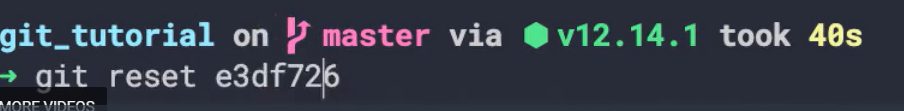 git_tutorial on master via v12.14.1 took 40s
→ git reset e3df726
MORE VIDEOS